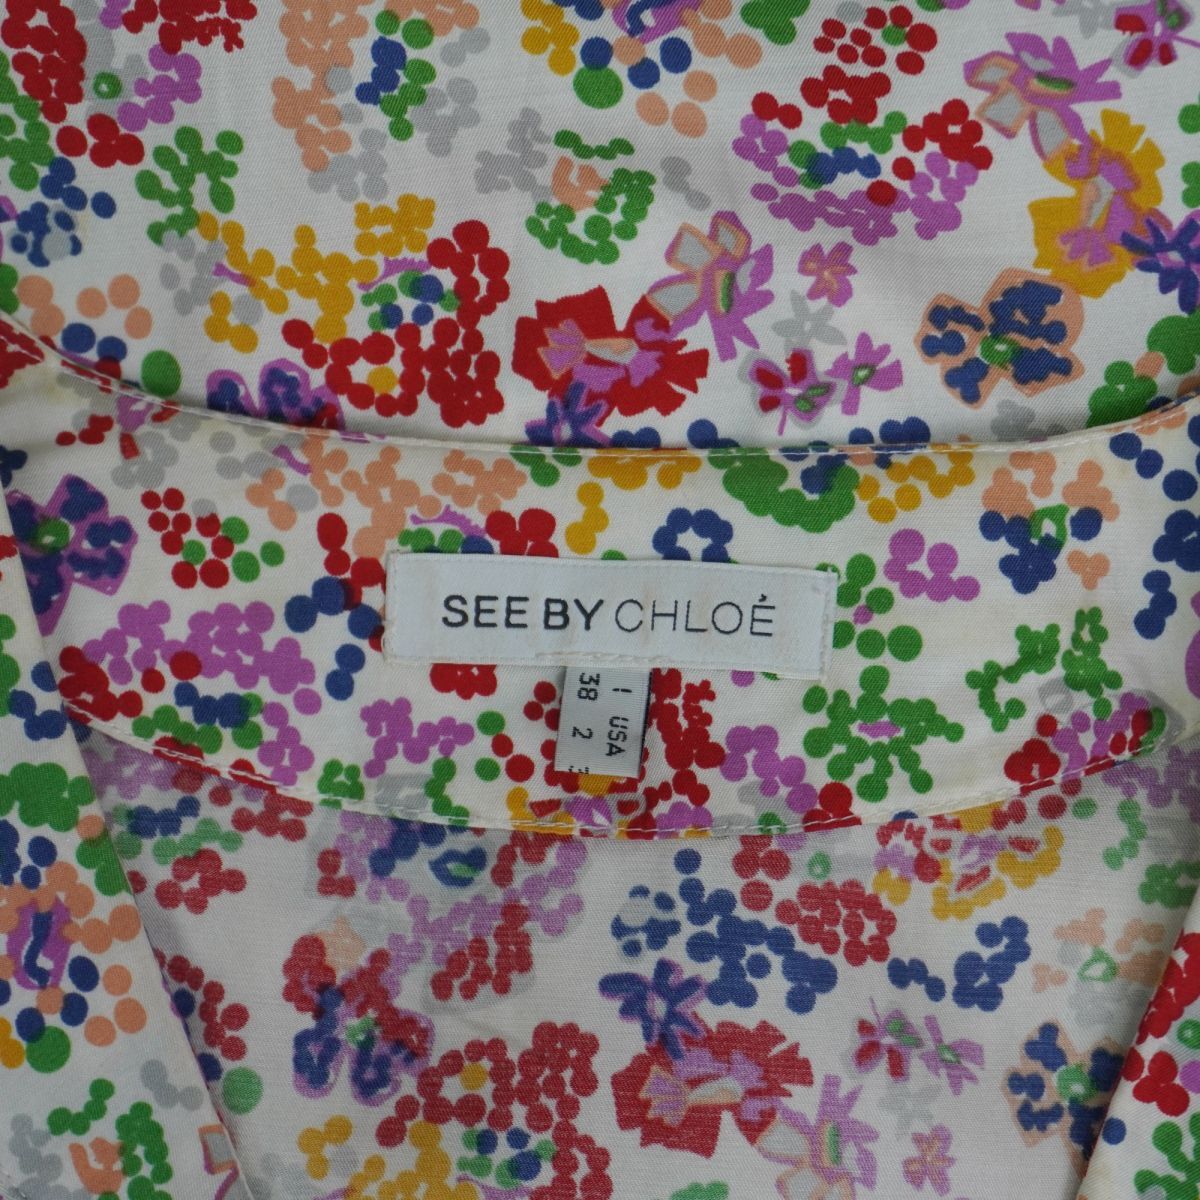 SEE BY CHLOÉ
I USA
38 2